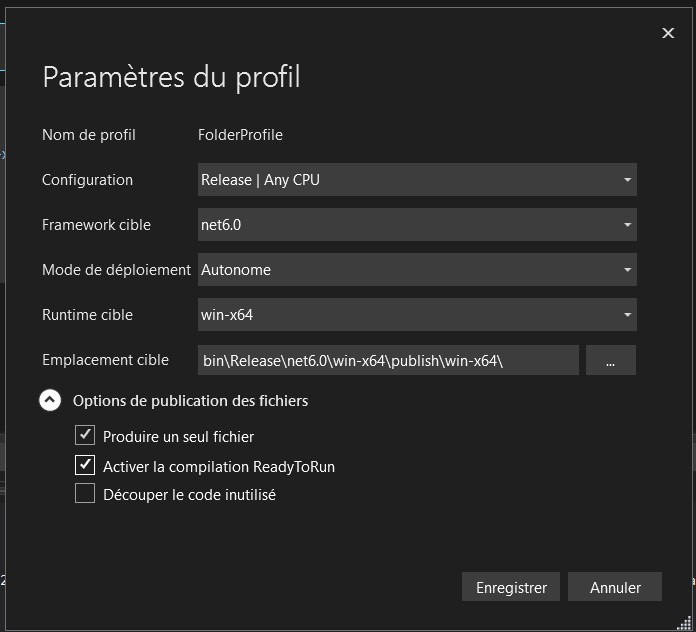 Paramètres du profil
Nom de profil FolderProfile
Configuration Release | Any CPU
Framework cible net6.0
Mode de déploiement Autonome
Runtime cible win-x64
Emplacement cible bin\Release\net6.0\win-x64\publish\win-x64\ ...
Options de publication des fichiers
Produire un seul fichier
Activer la compilation ReadyToRun
Découper le code inutilisé
Enregistrer Annuler